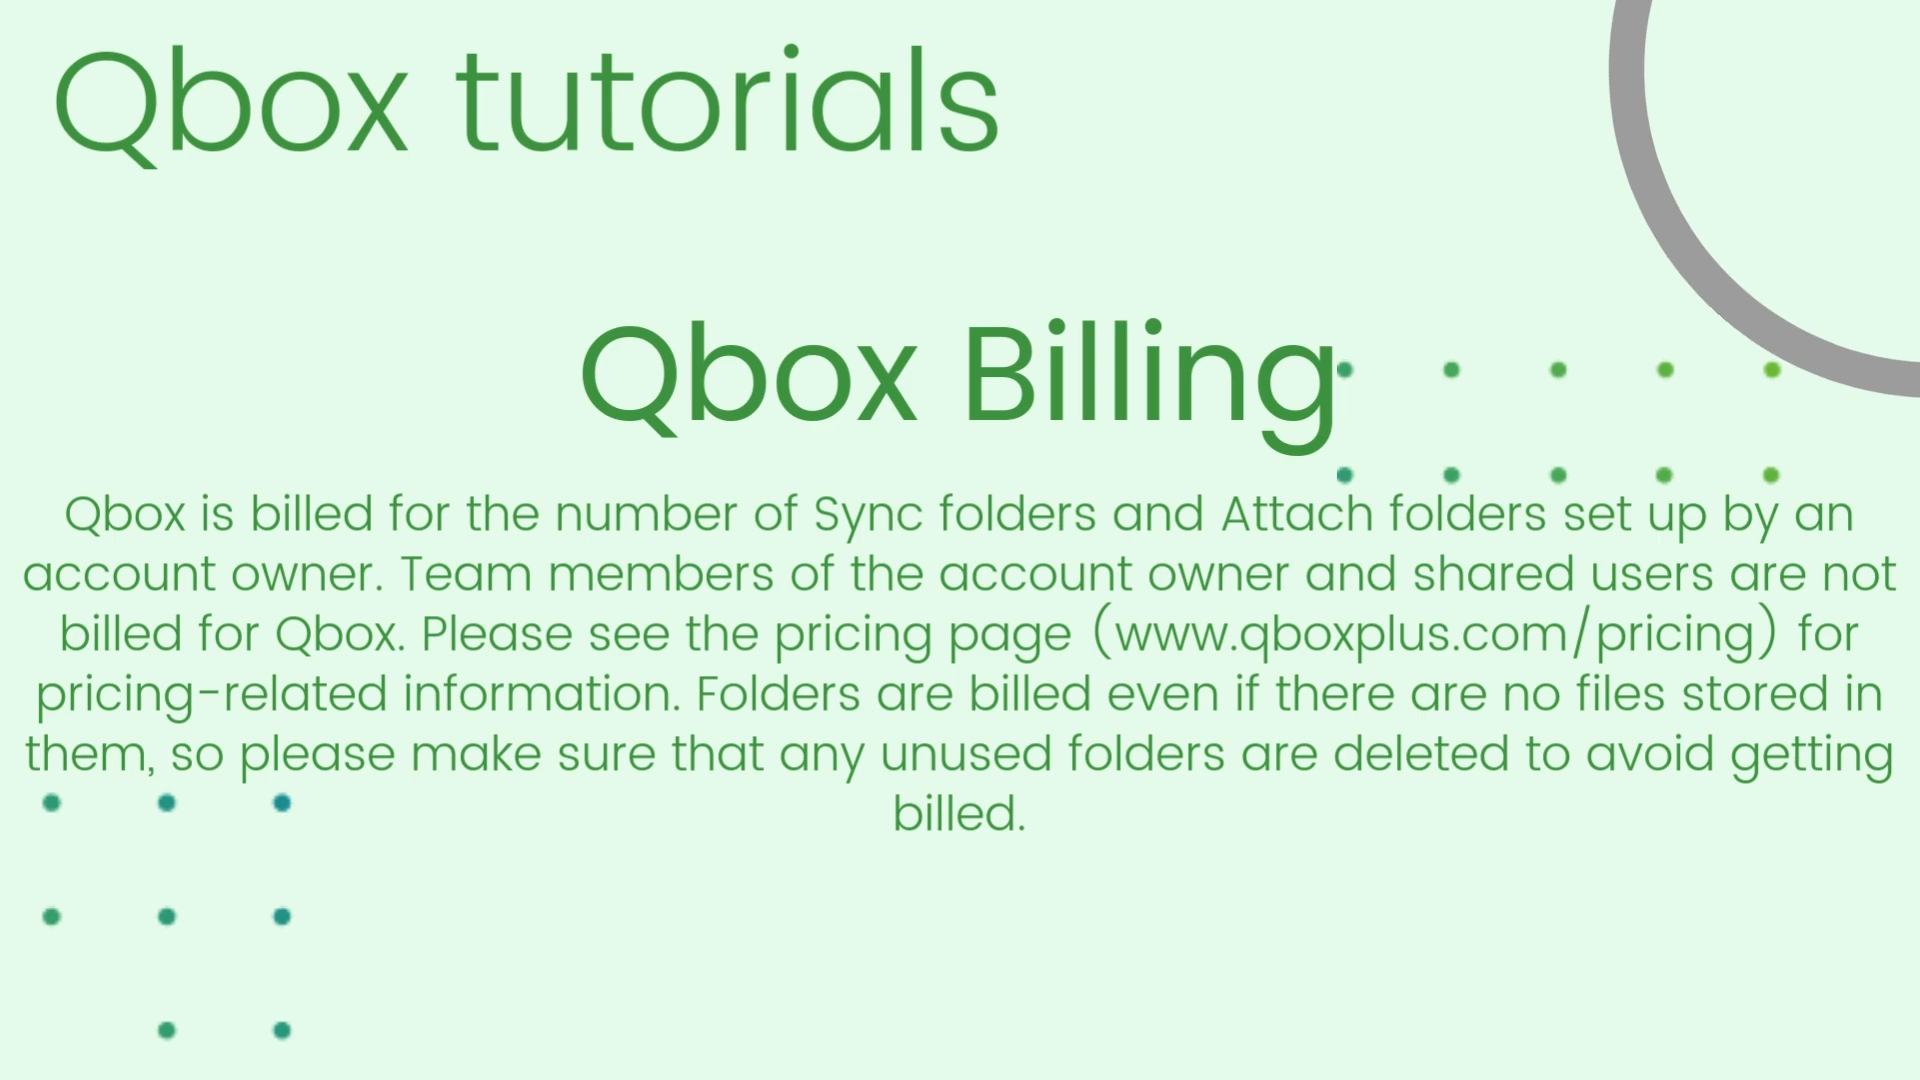 Qbox tutorials
Qbox Billing
Qbox is billed for the number of Sync folders and Attach folders set up by an
account owner. Team members of the account owner and shared users are not
billed for Qbox. Please see the pricing page (www.qboxplus.com/pricing) for
pricing-related information. Folders are billed even if there are no files stored in
them, so please make sure that any unused folders are deleted to avoid getting
billed.